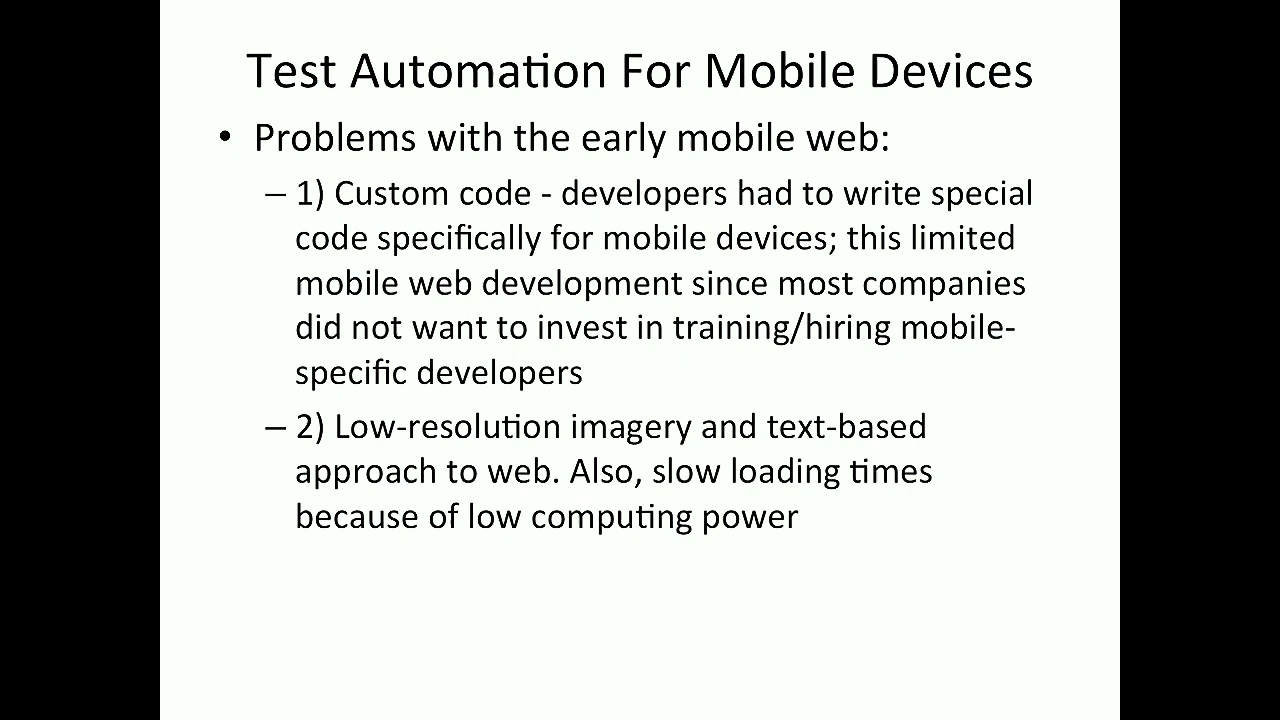 Test Automation For Mobile Devices
• Problems with the early mobile web:
– 1) Custom code - developers had to write special
code specifically for mobile devices; this limited
mobile web development since most companies
did not want to invest in training/hiring mobile-
specific developers
– 2) Low-resolution imagery and text-based
approach to web. Also, slow loading times
because of low computing power